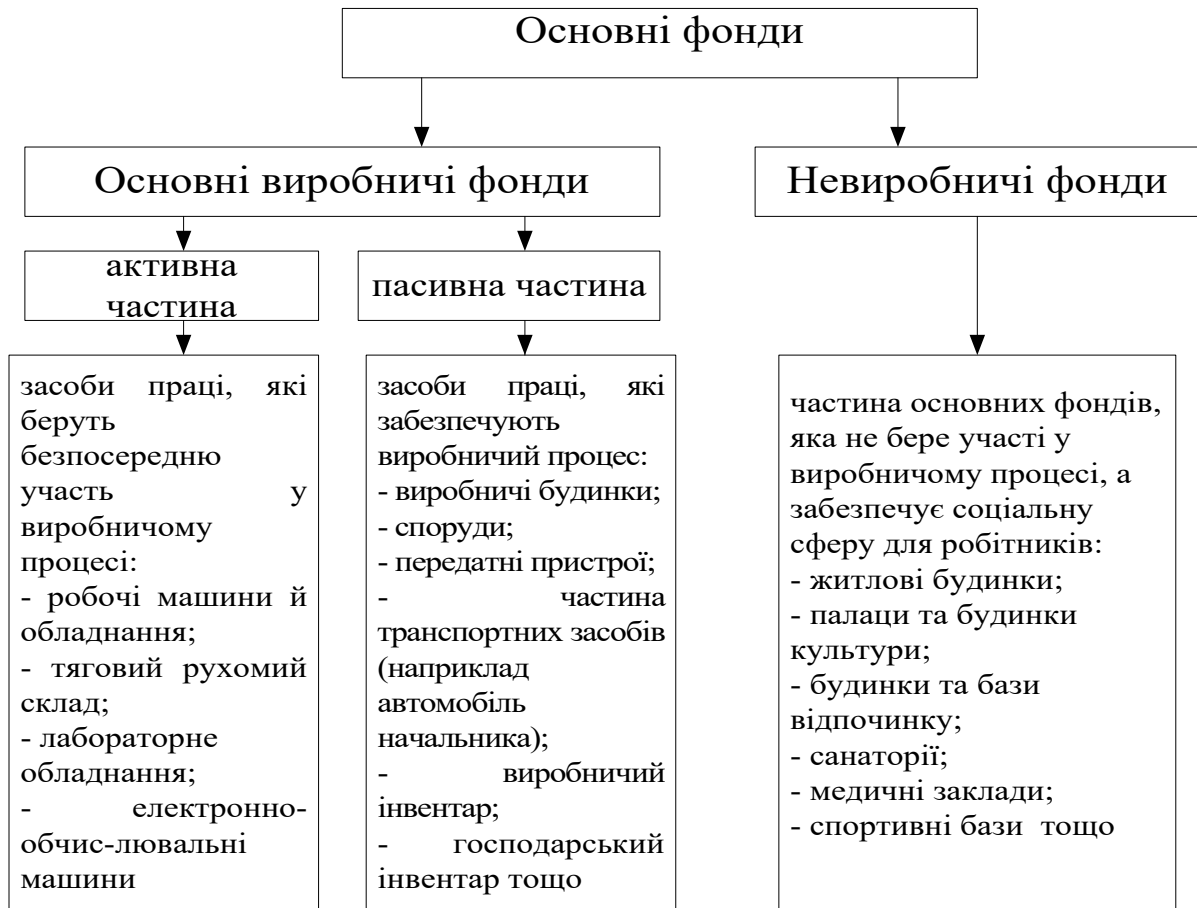 Основні фонди
Основні виробничі фонди
Невиробничі фонди
активна
частина
пасивна частина
засоби праці, які
беруть
безпосередню
участь у
виробничому
процесі:
- робочі машини й
обладнання;
- тяговий рухомий
склад;
- лабораторне
обладнання;
- електронно-
обчис-лювальні
машини
засоби праці, які
забезпечують
виробничий процес:
- виробничі будинки;
- споруди;
- передатні пристрої;
- частина
транспортних засобів
(наприклад
автомобіль
начальника);
- виробничий
інвентар;
- господарський
інвентар тощо
частина основних фондів,
яка не бере участі у
виробничому процесі, а
забезпечує соціальну
сферу для робітників:
- житлові будинки;
- палаци та будинки
культури;
- будинки та бази
відпочинку;
- санаторії;
- медичні заклади;
- спортивні бази тощо